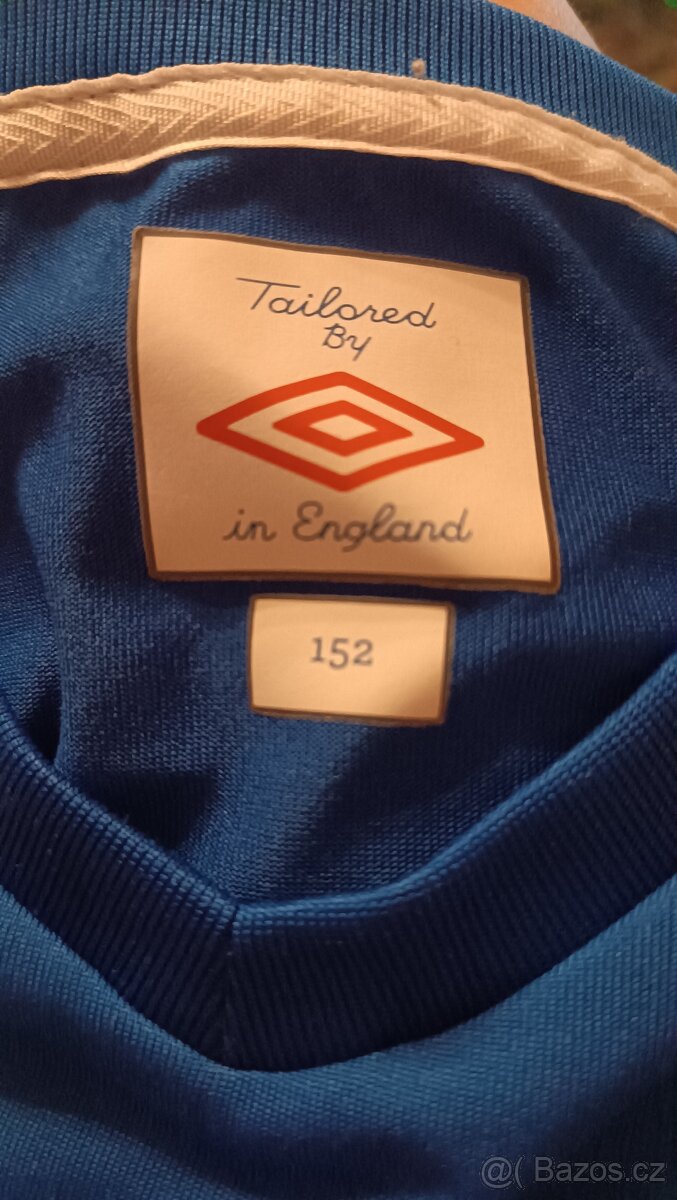 Tailored
By
in England
152
@( Bazos.cz